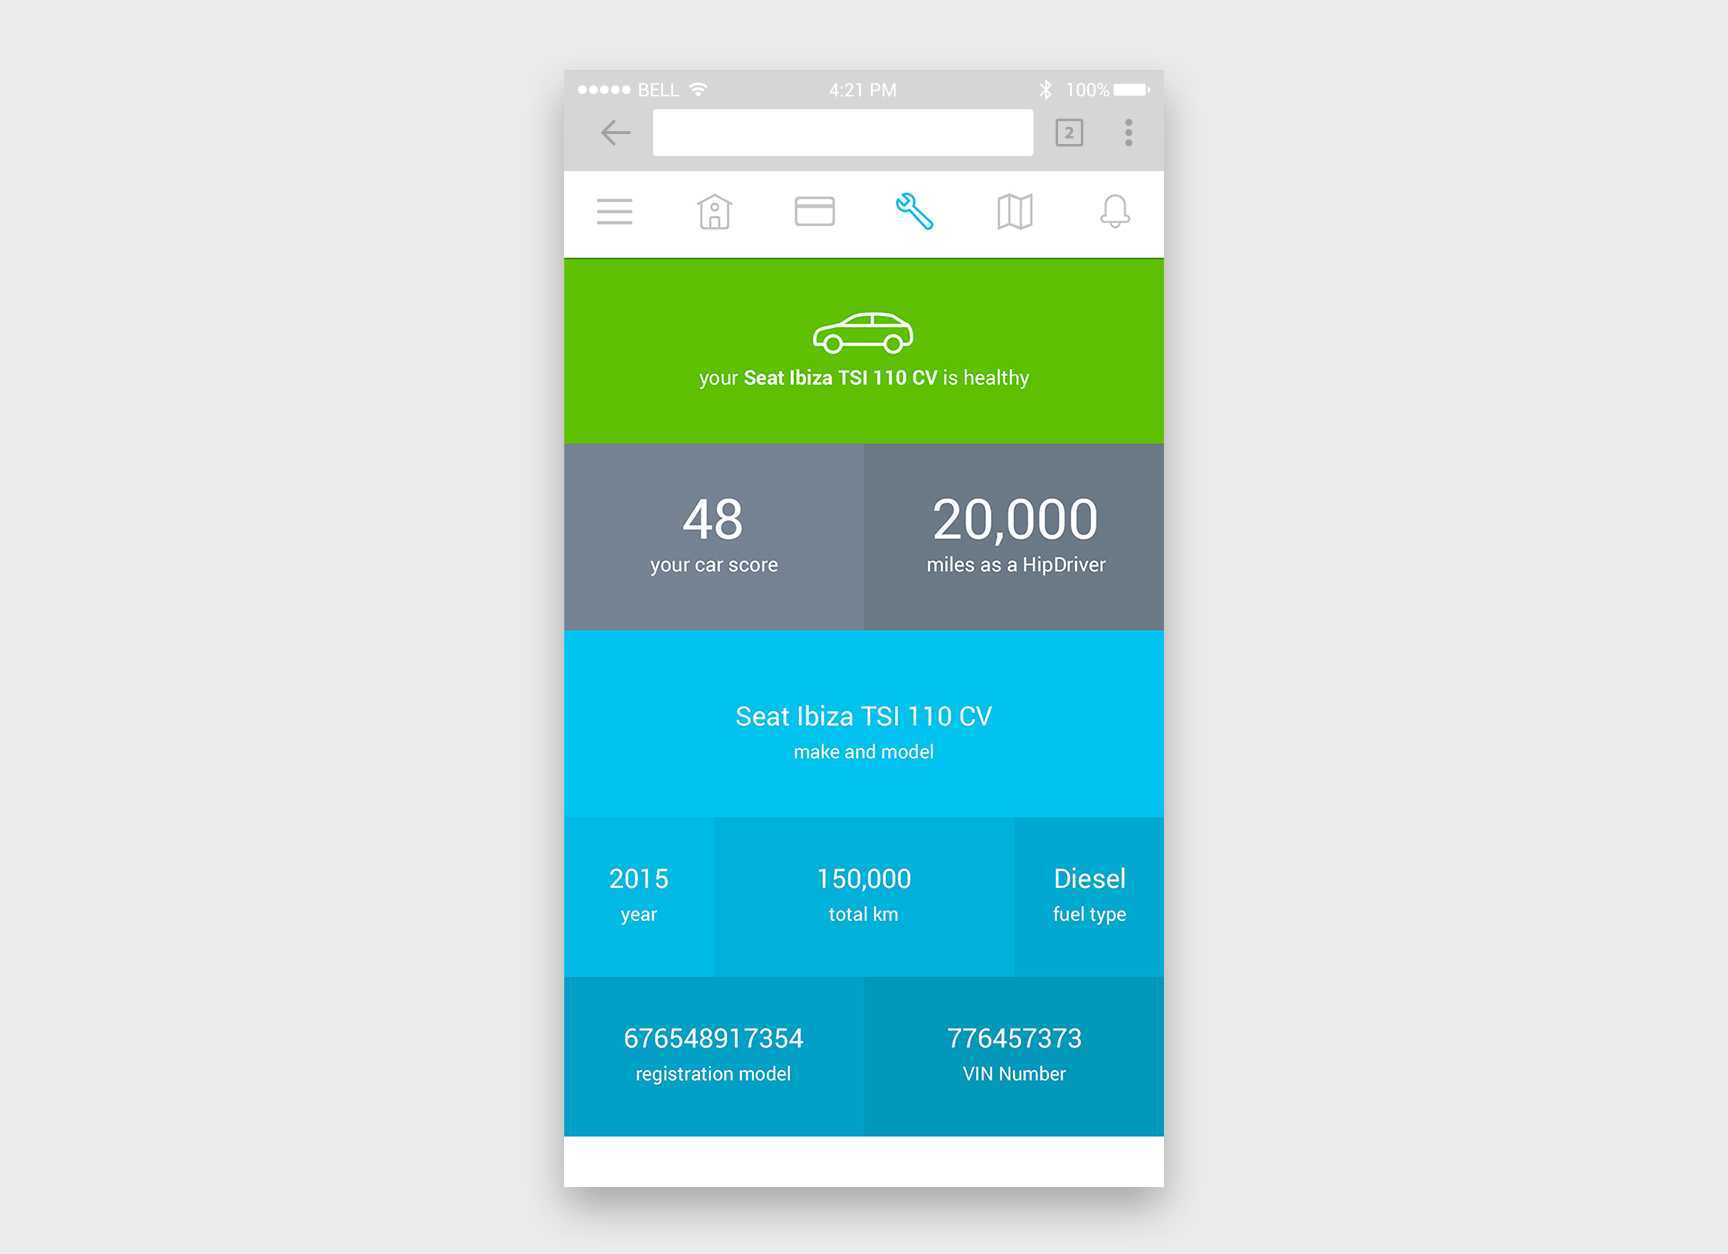 BELL 4:21 PM 100%
2
your Seat Ibiza TSI 110 CV is healthy
48
your car score
20,000
miles as a HipDriver
Seat Ibiza TSI 110 CV
make and model
2015
year
150,000
total km
Diesel
fuel type
676548917354
registration model
776457373
VIN Number